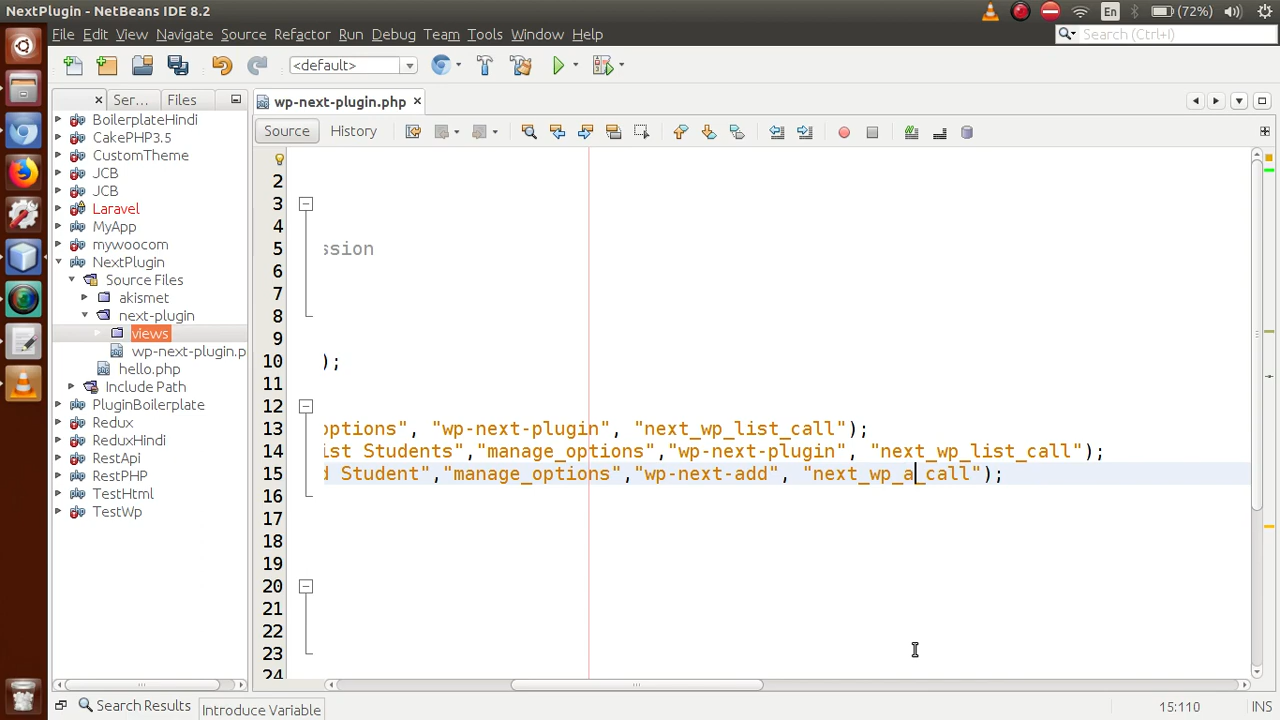 NextPlugin - NetBeans IDE 8.2
En
(72%)
File Edit View Navigate Source Refactor Run Debug Team Tools Window Help
Search (Ctrl+I)
<default>
Ser...
Files
wp-next-plugin.php
Source
History
BoilerplateHindi
CakePHP3.5
CustomTheme
JCB
JCB
Laravel
MyApp
mywoocom
NextPlugin
Source Files
akismet
next-plugin
views
wp-next-plugin.p
hello.php
Include Path
PluginBoilerplate
Redux
ReduxHindi
RestApi
RestPHP
TestHtml
TestWp
2
3
4
5 ssion
6
7
8
9
10 );
11
12
13 options", "wp-next-plugin", "next_wp_list_call");
14 ist Students","manage_options","wp-next-plugin", "next_wp_list_call");
15 d Student","manage_options","wp-next-add", "next_wp_a_call");
16
17
18
19
20
21
22
23
24
Search Results
Introduce Variable
15:110
INS